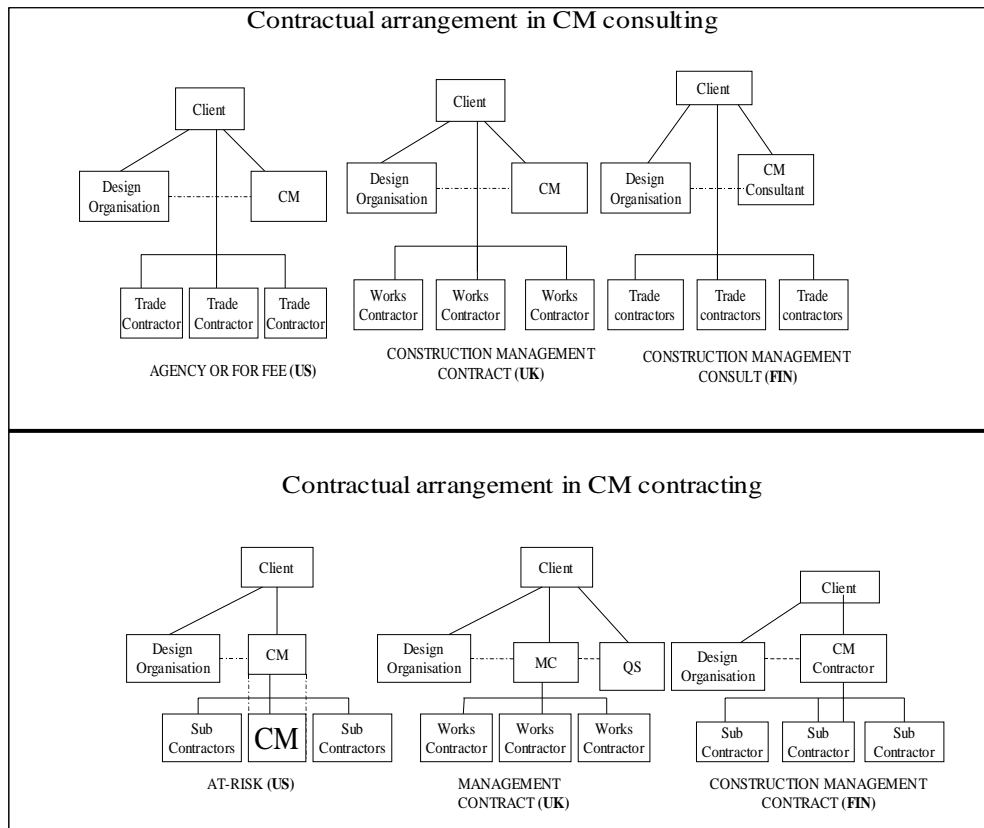 Contractual arrangement in CM consulting
Client
Design
Organisation
CM
Trade
Contractor
Trade
Contractor
Trade
Contractor
AGENCY OR FOR FEE (US)
Client
Design
Organisation
CM
Works
Contractor
Works
Contractor
Works
Contractor
CONSTRUCTION MANAGEMENT
CONTRACT (UK)
Client
Design
Organisation
CM
Consultant
Trade
contractors
Trade
contractors
Trade
contractors
CONSTRUCTION MANAGEMENT
CONSULT (FIN)
Contractual arrangement in CM contracting
Client
Design
Organisation
CM
Sub
Contractors
CM
Sub
Contractors
AT-RISK (US)
Client
Design
Organisation
MC
QS
Works
Contractor
Works
Contractor
Works
Contractor
MANAGEMENT
CONTRACT (UK)
Client
Design
Organisation
CM
Contractor
Sub
Contractor
Sub
Contractor
Sub
Contractor
CONSTRUCTION MANAGEMENT
CONTRACT (FIN)